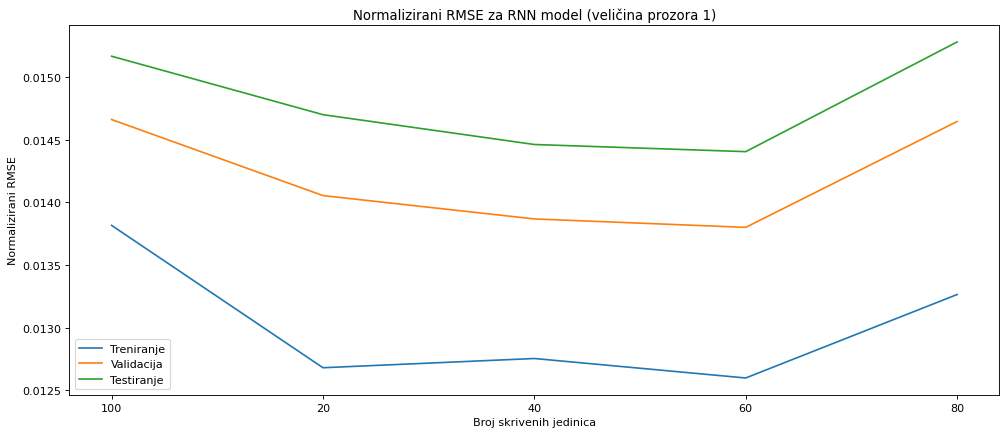 Normalizirani RMSE za RNN model (veličina prozora 1)
Normalizirani RMSE
0.0150
0.0145
0.0140
0.0135
0.0130
0.0125
Treniranje
Validacija
Testiranje
100
20
40
60
80
Broj skrivenih jedinica